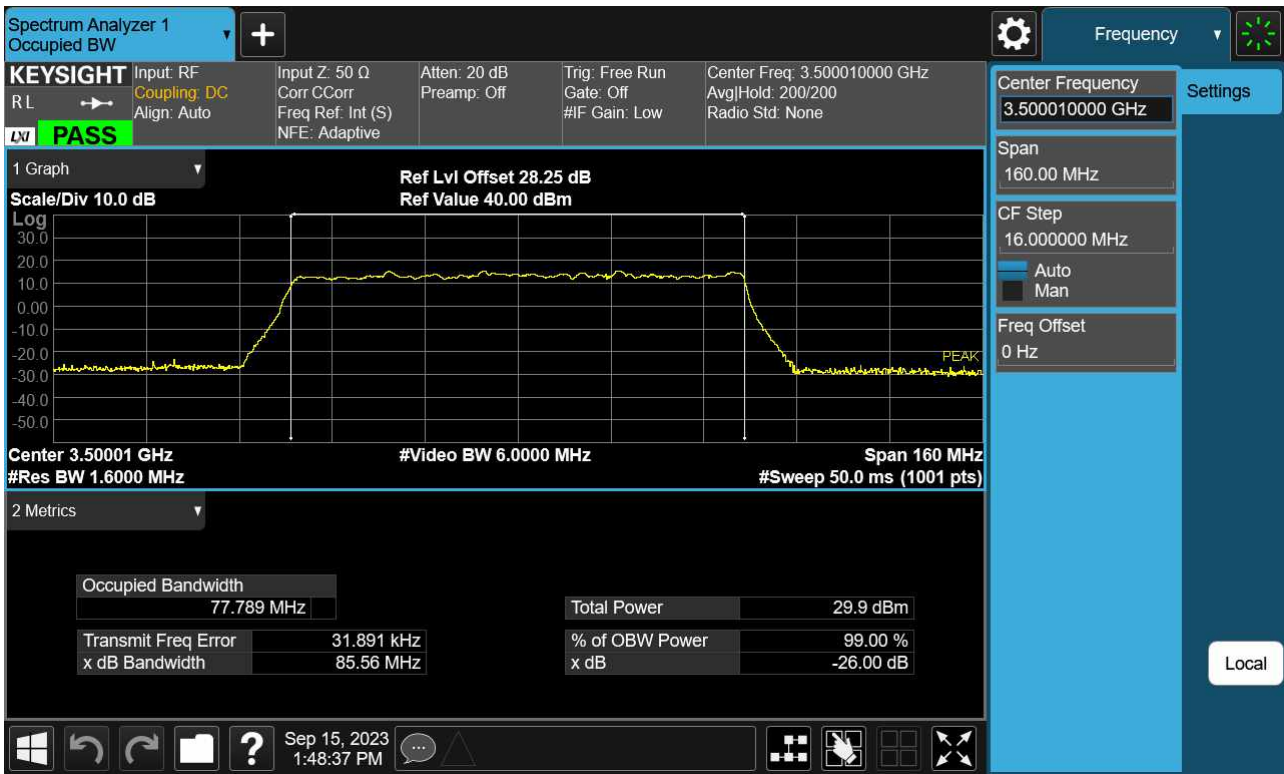 Spectrum Analyzer 1
Occupied BW
Frequency
KEYSIGHT
R L
LXI
PASS
Input: RF
Coupling: DC
Align: Auto
Input Z: 50 Ω
Corr CCorr
Freq Ref: Int (S)
NFE: Adaptive
Atten: 20 dB
Preamp: Off
Trig: Free Run
Gate: Off
#IF Gain: Low
Center Freq: 3.500010000 GHz
Avg|Hold: 200/200
Radio Std: None
1 Graph
Ref Lvl Offset 28.25 dB
Scale/Div 10.0 dB
Ref Value 40.00 dBm
Log
30.0
20.0
10.0
0.00
-10.0
-20.0
-30.0
-40.0
-50.0
PEAK
Center 3.50001 GHz
#Video BW 6.0000 MHz
Span 160 MHz
#Res BW 1.6000 MHz
#Sweep 50.0 ms (1001 pts)
2 Metrics
Occupied Bandwidth
77.789 MHz
Transmit Freq Error 31.891 kHz
x dB Bandwidth 85.56 MHz
Total Power 29.9 dBm
% of OBW Power 99.00 %
x dB -26.00 dB
Center Frequency
3.500010000 GHz
Span
160.00 MHz
CF Step
16.000000 MHz
Auto
Man
Freq Offset
0 Hz
Settings
Local
?
Sep 15, 2023
1:48:37 PM